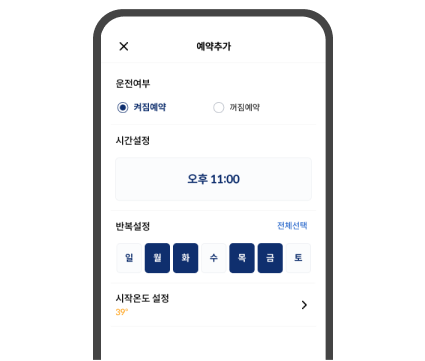 예약추가
운전여부
켜짐예약 꺼짐예약
시간설정
오후 11:00
반복설정 전체선택
일 월 화 수 목 금 토
시작온도 설정
39°